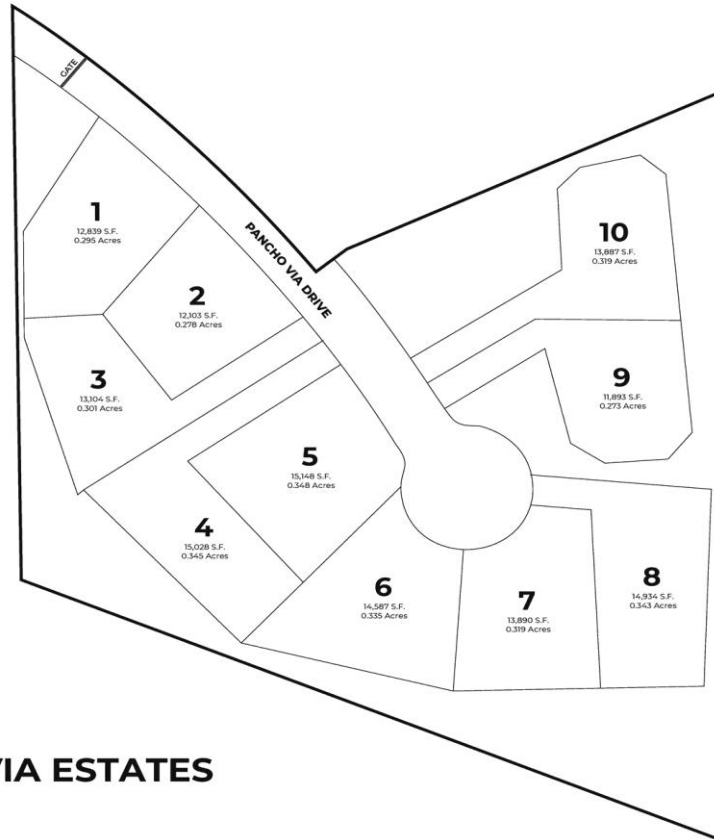 GATE
PANCHO VIA DRIVE
1
12,839 S.F.
0.295 Acres
2
12,103 S.F.
0.278 Acres
3
13,104 S.F.
0.301 Acres
4
15,028 S.F.
0.345 Acres
5
15,148 S.F.
0.348 Acres
6
14,587 S.F.
0.335 Acres
7
13,890 S.F.
0.319 Acres
8
14,934 S.F.
0.343 Acres
9
11,893 S.F.
0.273 Acres
10
13,887 S.F.
0.319 Acres
VIA ESTATES